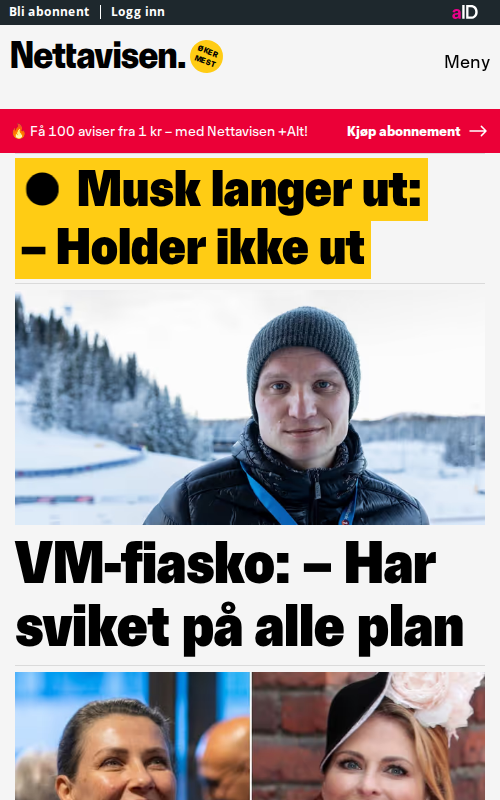 Bli abonnent | Logg inn
aID
Nettavisen.
ØKER
MEST
Meny
🔥 Få 100 aviser fra 1 kr – med Nettavisen +Alt!
Kjøp abonnement →
● Musk langer ut:
– Holder ikke ut
VM-fiasko: – Har
sviket på alle plan